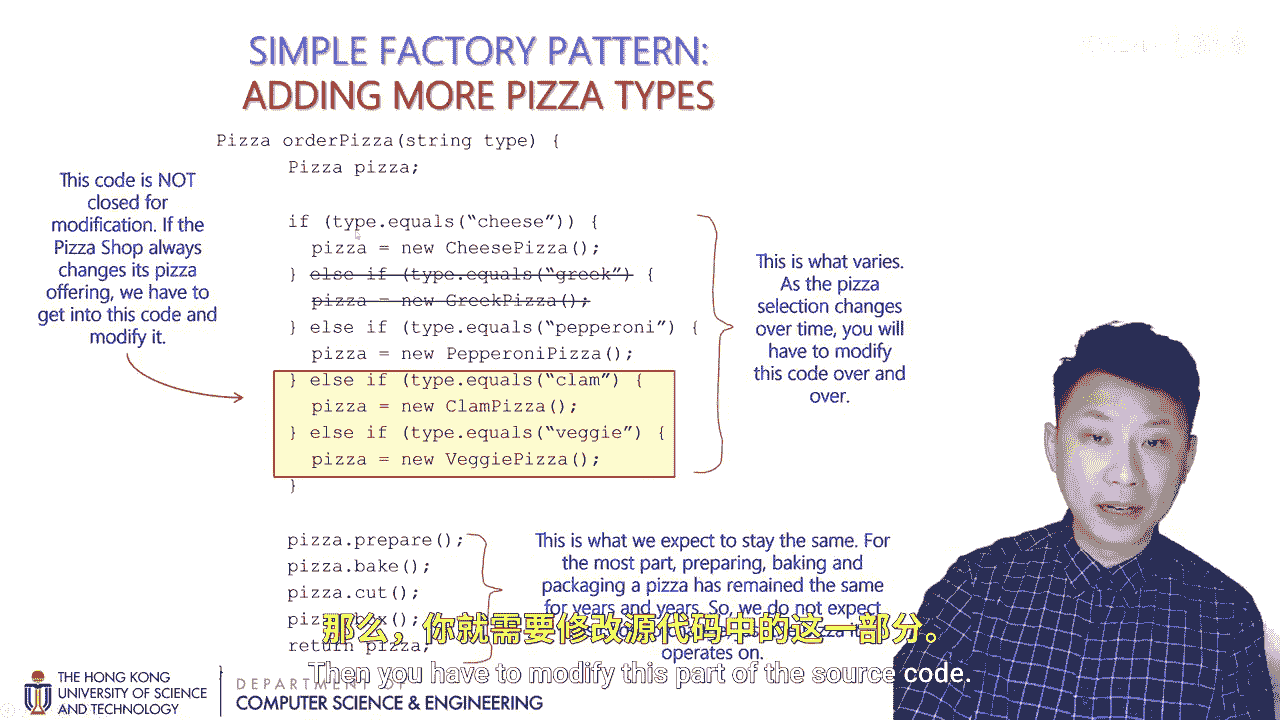 SIMPLE FACTORY PATTERN:
ADDING MORE PIZZA TYPES
This code is NOT
closed for
modification. If the
Pizza Shop always
changes its pizza
offering, we have to
get into this code and
modify it.
Pizza orderPizza(string type) {
Pizza pizza;
if (type.equals(“cheese”)) {
pizza = new CheesePizza();
} else if (type.equals(“greek”) {
pizza = new GreekPizza();
} else if (type.equals(“pepperoni”) {
pizza = new PepperoniPizza();
} else if (type.equals(“clam”) {
pizza = new ClamPizza();
} else if (type.equals(“veggie”) {
pizza = new VeggiePizza();
}
pizza.prepare();
pizza.bake();
pizza.cut();
return pizza;
}
This is what varies.
As the pizza
selection changes
over time, you will
have to modify
this code over and
over.
This is what we expect to stay the same. For
the most part, preparing, baking and
packaging a pizza has remained the same
for years and years. So, we do not expect
operates on.
那么，你就需要修改源代码中的这一部分。
Then you have to modify this part of the source code.
THE HONG KONG
UNIVERSITY OF SCIENCE
AND TECHNOLOGY
DEPARTMENT OF
COMPUTER SCIENCE & ENGINEERING